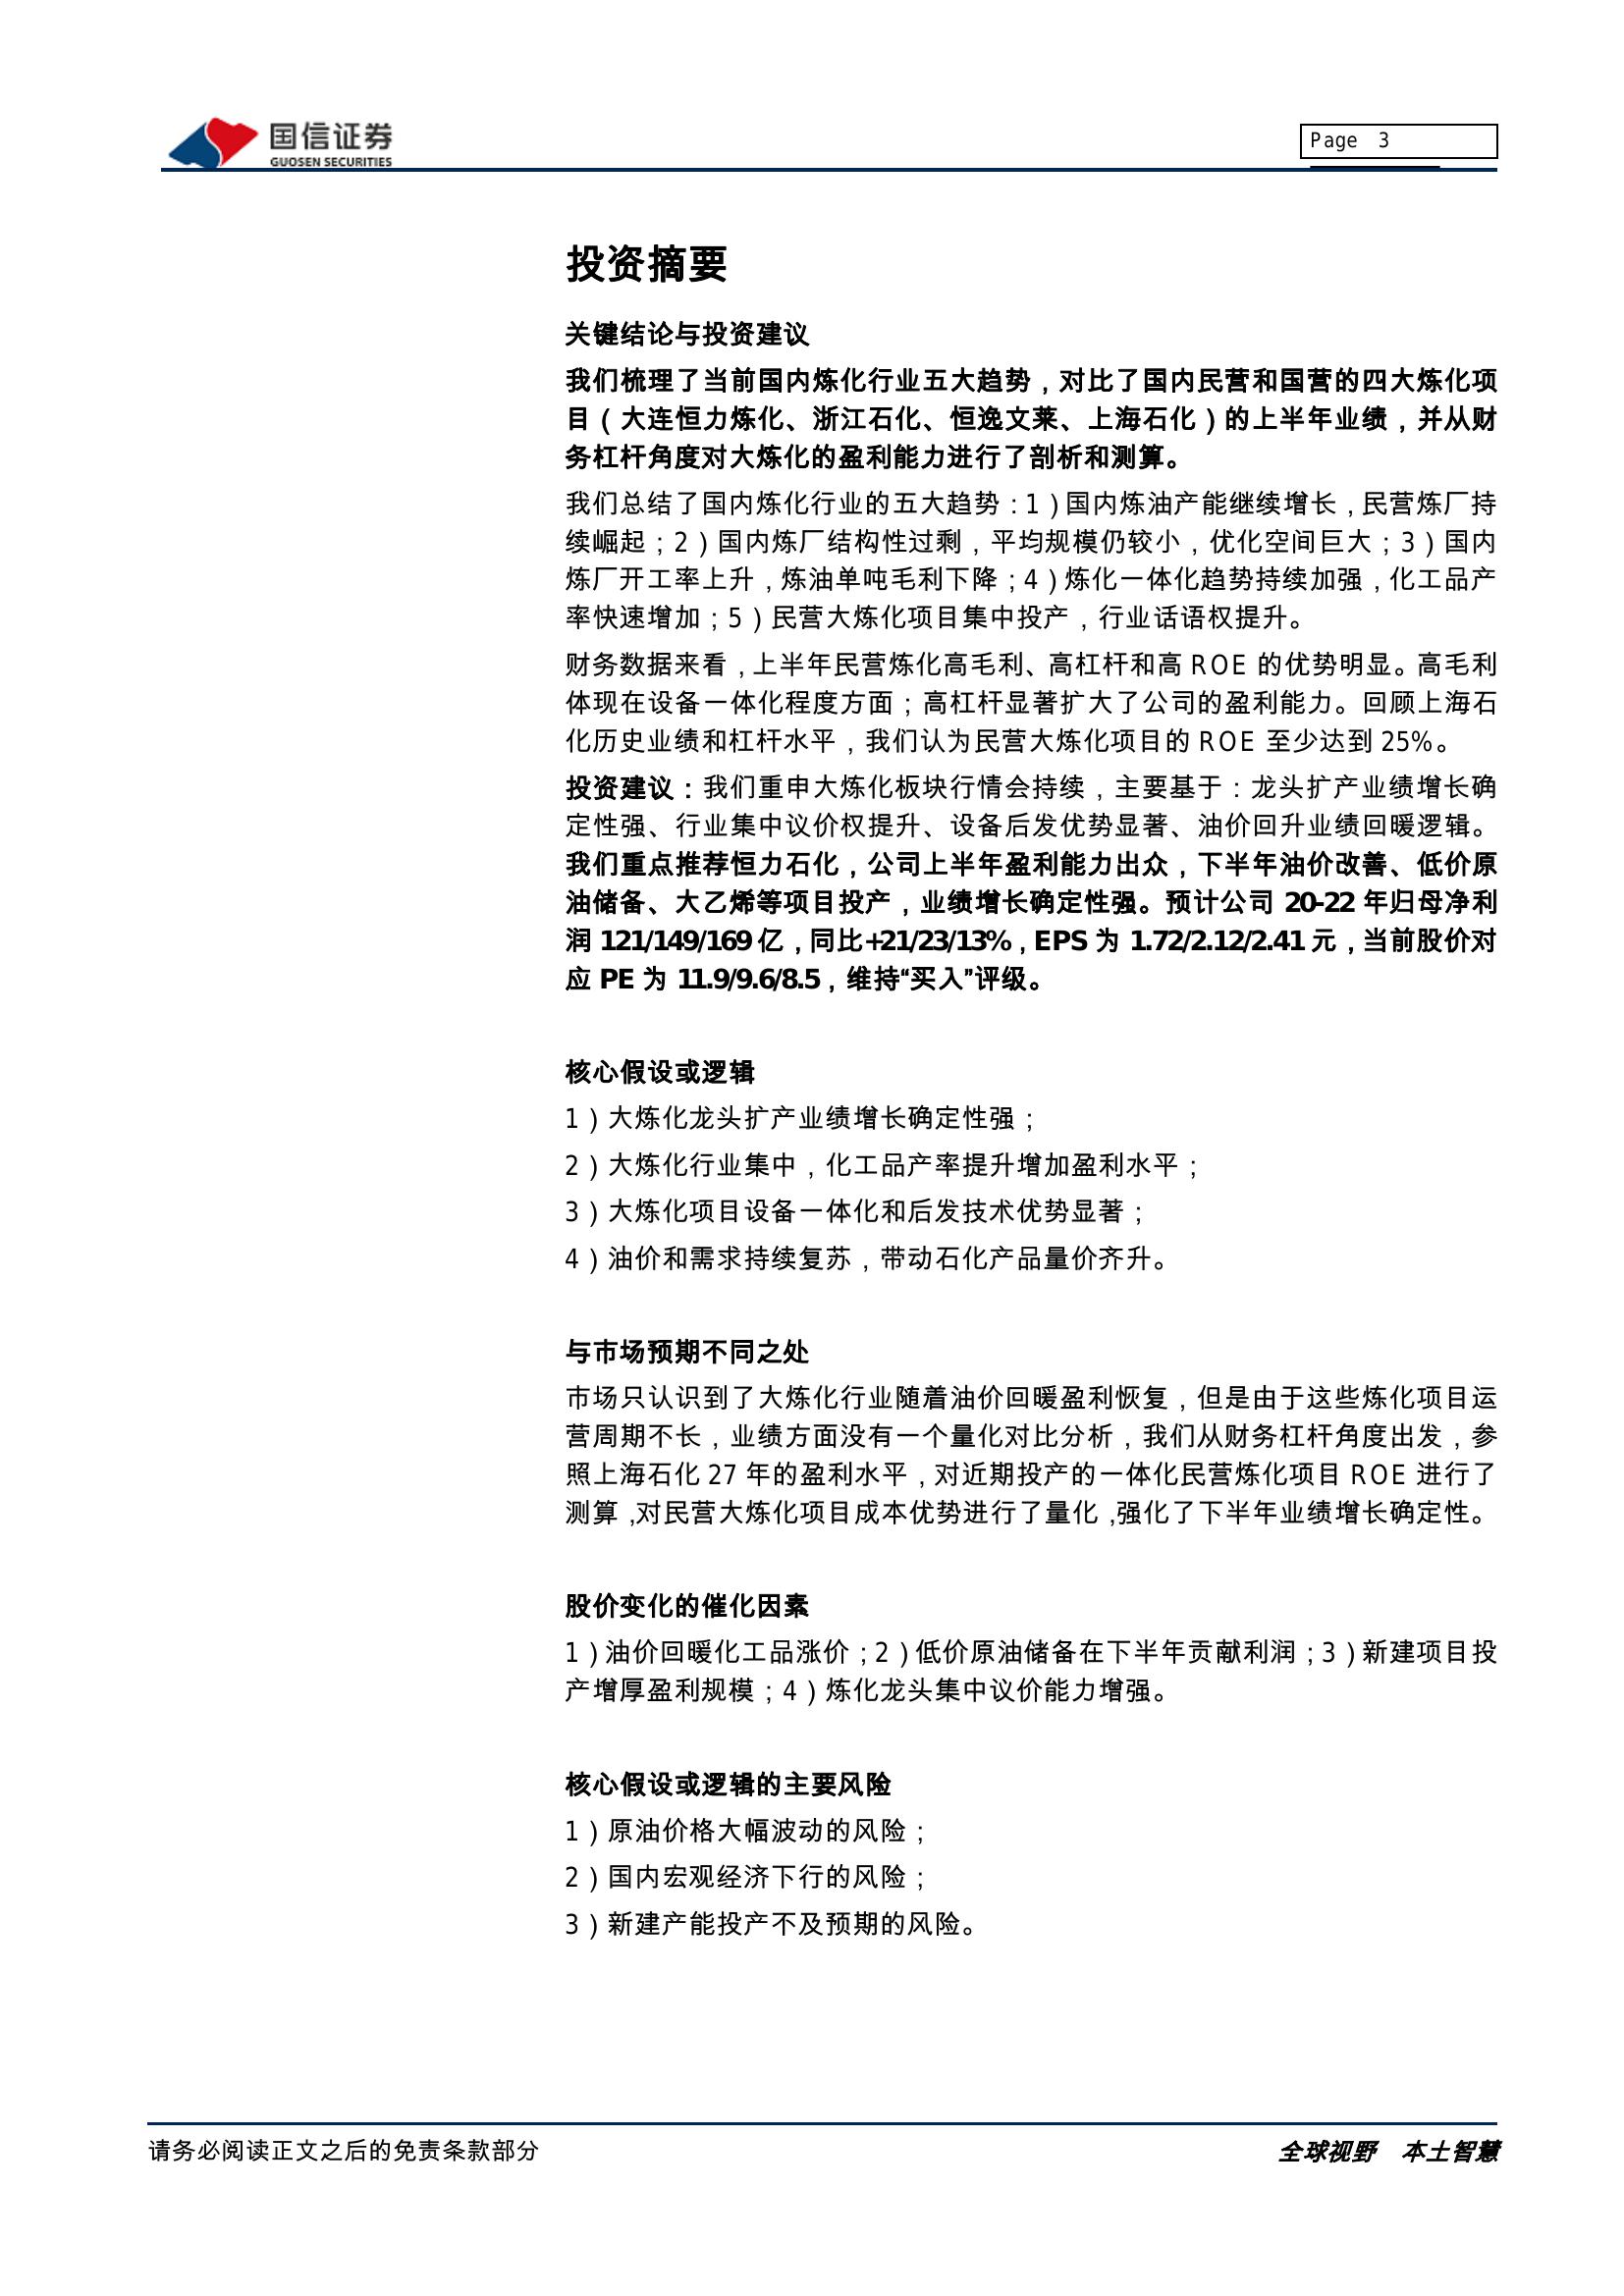 国信证券
GUOSEN SECURITIES
Page 3
投资摘要
关键结论与投资建议
我们梳理了当前国内炼化行业五大趋势，对比了国内民营和国营的四大炼化项
目（大连恒力炼化、浙江石化、恒逸文莱、上海石化）的上半年业绩，并从财
务杠杆角度对大炼化的盈利能力进行了剖析和测算。
我们总结了国内炼化行业的五大趋势：1）国内炼油产能继续增长，民营炼厂持
续崛起；2）国内炼厂结构性过剩，平均规模仍较小，优化空间巨大；3）国内
炼厂开工率上升，炼油单吨毛利下降；4）炼化一体化趋势持续加强，化工品产
率快速增加；5）民营大炼化项目集中投产，行业话语权提升。
财务数据来看，上半年民营炼化高毛利、高杠杆和高 ROE 的优势明显。高毛利
体现在设备一体化程度方面；高杠杆显著扩大了公司的盈利能力。回顾上海石
化历史业绩和杠杆水平，我们认为民营大炼化项目的 ROE 至少达到 25%。
投资建议：我们重申大炼化板块行情会持续，主要基于：龙头扩产业绩增长确
定性强、行业集中议价权提升、设备后发优势显著、油价回升业绩回暖逻辑。
我们重点推荐恒力石化，公司上半年盈利能力出众，下半年油价改善、低价原
油储备、大乙烯等项目投产，业绩增长确定性强。预计公司 20-22 年归母净利
润 121/149/169 亿，同比+21/23/13%，EPS 为 1.72/2.12/2.41 元，当前股价对
应 PE 为 11.9/9.6/8.5，维持“买入”评级。
核心假设或逻辑
1）大炼化龙头扩产业绩增长确定性强；
2）大炼化行业集中，化工品产率提升增加盈利水平；
3）大炼化项目设备一体化和后发技术优势显著；
4）油价和需求持续复苏，带动石化产品量价齐升。
与市场预期不同之处
市场只认识到了大炼化行业随着油价回暖盈利恢复，但是由于这些炼化项目运
营周期不长，业绩方面没有一个量化对比分析，我们从财务杠杆角度出发，参
照上海石化 27 年的盈利水平，对近期投产的一体化民营炼化项目 ROE 进行了
测算，对民营大炼化项目成本优势进行了量化，强化了下半年业绩增长确定性。
股价变化的催化因素
1）油价回暖化工品涨价；2）低价原油储备在下半年贡献利润；3）新建项目投
产增厚盈利规模；4）炼化龙头集中议价能力增强。
核心假设或逻辑的主要风险
1）原油价格大幅波动的风险；
2）国内宏观经济下行的风险；
3）新建产能投产不及预期的风险。
请务必阅读正文之后的免责条款部分
全球视野 本土智慧